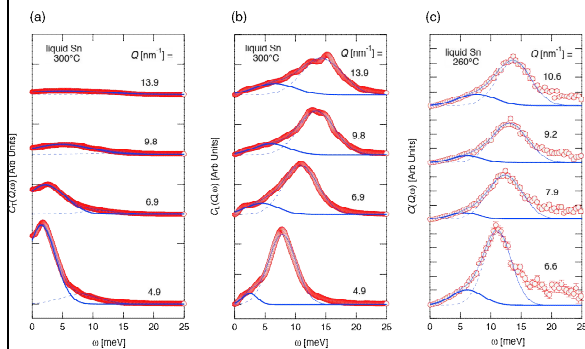 (a)
liquid Sn
300°C
Q [nm⁻¹] =
13.9
9.8
6.9
4.9
C_T(Q,ω) [Arb Units]
0 5 10 15 20 25
ω [meV]
(b)
liquid Sn
300°C
Q [nm⁻¹] =
13.9
9.8
6.9
4.9
C_L(Q,ω) [Arb Units]
0 5 10 15 20 25
ω [meV]
(c)
liquid Sn
260°C
Q [nm⁻¹] =
10.6
9.2
7.9
6.6
C(Q,ω) [Arb Units]
0 5 10 15 20 25
ω [meV]